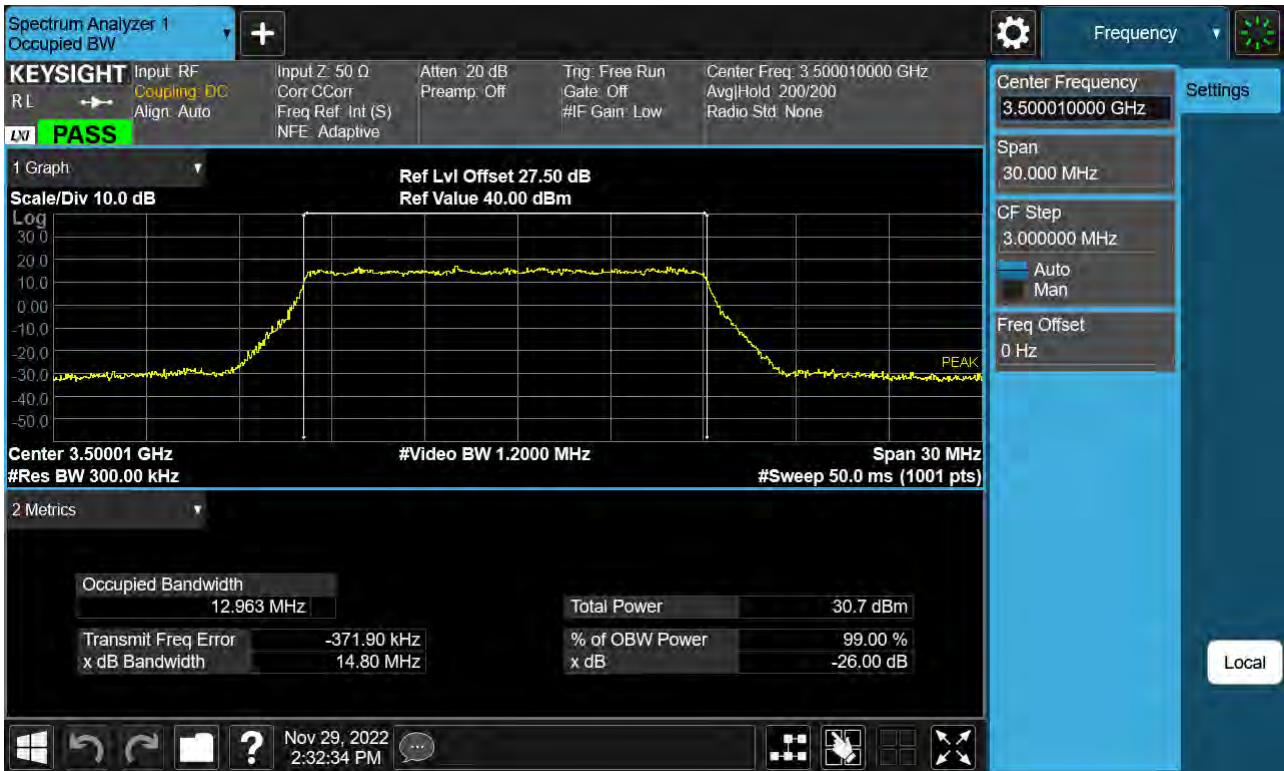 Spectrum Analyzer 1
Occupied BW
+
Frequency
KEYSIGHT
R L
LXI
PASS
Input: RF
Coupling: DC
Align: Auto
Input Z: 50 Ω
Corr CCorr
Freq Ref: Int (S)
NFE: Adaptive
Atten: 20 dB
Preamp: Off
Trig: Free Run
Gate: Off
#IF Gain: Low
Center Freq: 3.500010000 GHz
Avg|Hold: 200/200
Radio Std: None
Center Frequency
3.500010000 GHz
Settings
Span
30.000 MHz
CF Step
3.000000 MHz
Auto
Man
Freq Offset
0 Hz
Local
1 Graph
Scale/Div 10.0 dB
Ref Lvl Offset 27.50 dB
Ref Value 40.00 dBm
Log
30.0
20.0
10.0
0.00
-10.0
-20.0
-30.0
-40.0
-50.0
PEAK
Center 3.50001 GHz
#Video BW 1.2000 MHz
Span 30 MHz
#Res BW 300.00 kHz
#Sweep 50.0 ms (1001 pts)
2 Metrics
Occupied Bandwidth
12.963 MHz
Total Power 30.7 dBm
Transmit Freq Error -371.90 kHz
% of OBW Power 99.00 %
x dB Bandwidth 14.80 MHz
x dB -26.00 dB
?
Nov 29, 2022
2:32:34 PM